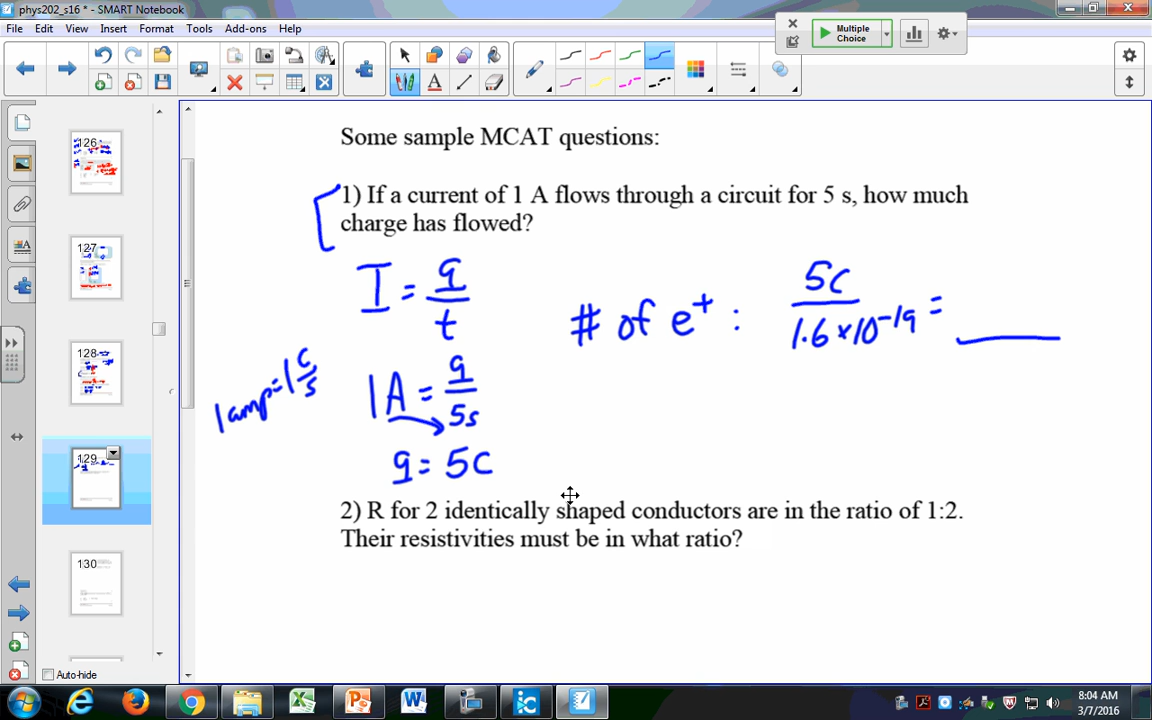 phys202_s16 * - SMART Notebook
File Edit View Insert Format Tools Add-ons Help
Multiple
Choice
126
127
128
129
130
Auto-hide
Some sample MCAT questions:
1) If a current of 1 A flows through a circuit for 5 s, how much
charge has flowed?
I = q/t
# of e⁺ : 5C / 1.6×10⁻¹⁹ = ____
1 amp = 1 C/s
1A = q/5s
q = 5C
2) R for 2 identically shaped conductors are in the ratio of 1:2.
Their resistivities must be in what ratio?
8:04 AM
3/7/2016